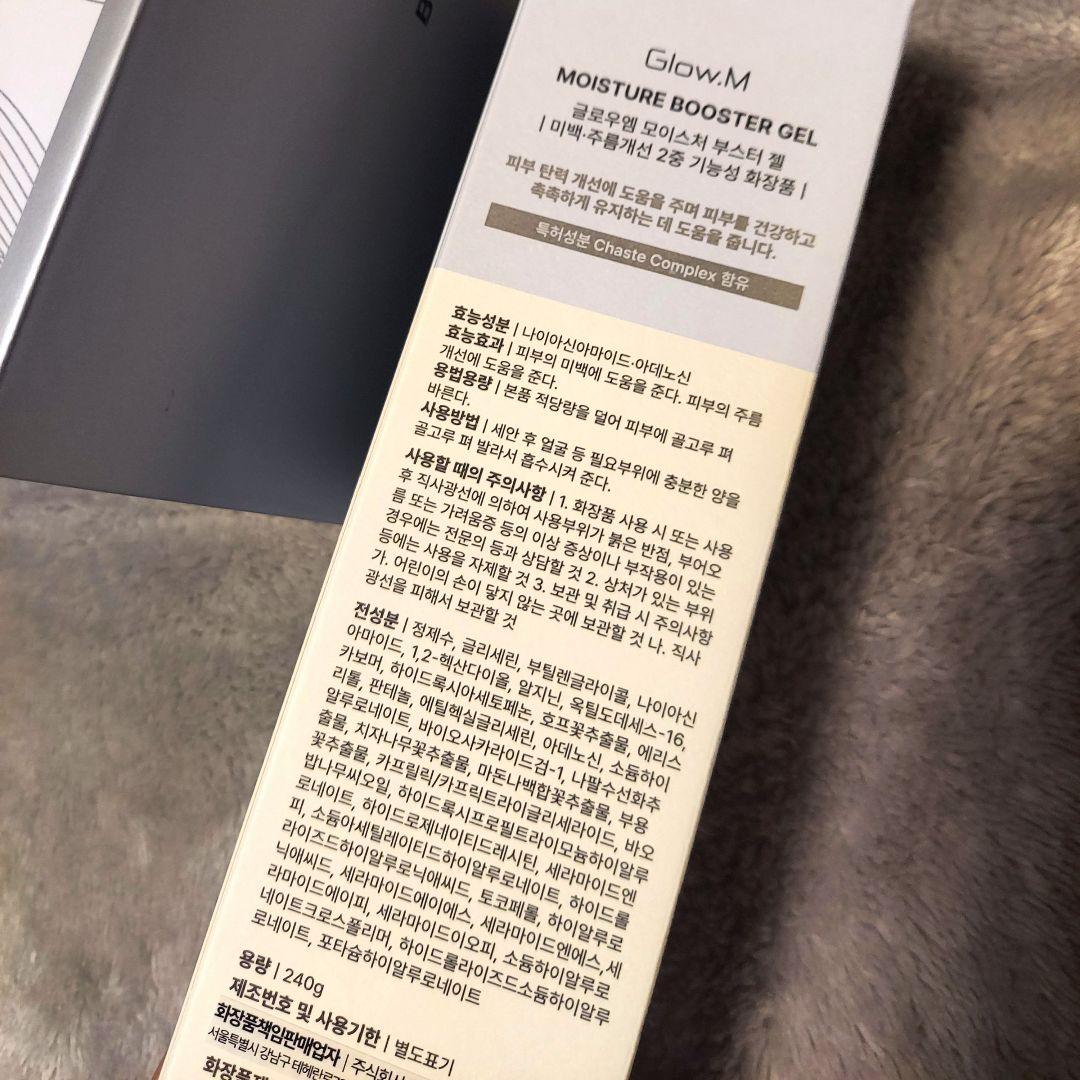 Glow.M
MOISTURE BOOSTER GEL
글로우엠 모이스처 부스터 젤
| 미백·주름개선 2중 기능성 화장품 |
피부 탄력 개선에 도움을 주며 피부를 건강하고
촉촉하게 유지하는 데 도움을 줍니다.
특허성분 Chaste Complex 함유
효능성분 | 나이아신아마이드·아데노신
효능효과 | 피부의 미백에 도움을 준다. 피부의 주름
개선에 도움을 준다.
용법용량 | 본품 적당량을 덜어 피부에 골고루 펴
바른다.
사용방법 | 세안 후 얼굴 등 필요부위에 충분한 양을
골고루 펴 발라서 흡수시켜 준다.
사용할 때의 주의사항 | 1. 화장품 사용 시 또는 사용
후 직사광선에 의하여 사용부위가 붉은 반점, 부어오
름 또는 가려움증 등의 이상 증상이나 부작용이 있는
경우에는 전문의 등과 상담할 것 2. 상처가 있는 부위
등에는 사용을 자제할 것 3. 보관 및 취급 시 주의사항
가. 어린이의 손이 닿지 않는 곳에 보관할 것 나. 직사
광선을 피해서 보관할 것
전성분 | 정제수, 글리세린, 부틸렌글라이콜, 나이아신
아마이드, 1,2-헥산다이올, 알지닌, 옥틸도데세스-16,
카보머, 하이드록시아세토페논, 호프꽃추출물, 에리스
리톨, 판테놀, 에틸헥실글리세린, 아데노신, 소듐하이
알루로네이트, 바이오사카라이드검-1, 나팔수선화추
출물, 치자나무꽃추출물, 마돈나백합꽃추출물, 부용
꽃추출물, 카프릴릭/카프릭트라이글리세라이드, 바오
밥나무씨오일, 하이드록시프로필트라이모늄하이알루
로네이트, 하이드로제네이티드레시틴, 세라마이드엔
피, 소듐아세틸레이티드하이알루로네이트, 하이드롤
라이즈드하이알루로닉애씨드, 토코페롤, 하이알루로
닉애씨드, 세라마이드에이에스, 세라마이드엔에스, 세
라마이드에이피, 세라마이드이오피, 소듐하이알루로
네이트크로스폴리머, 하이드롤라이즈드소듐하이알루
로네이트, 포타슘하이알루로네이트
용량 | 240g
제조번호 및 사용기한 | 별도표기
화장품책임판매업자 | 주식회사
서울특별시 강남구 테헤란로